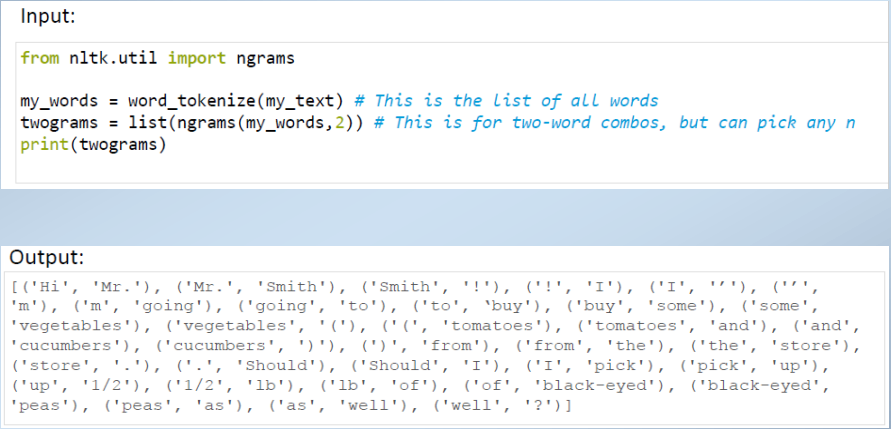 Input:
from nltk.util import ngrams
my_words = word_tokenize(my_text) # This is the list of all words
twograms = list(ngrams(my_words,2)) # This is for two-word combos, but can pick any n
print(twograms)
Output:
[('Hi', 'Mr.'), ('Mr.', 'Smith'), ('Smith', '!'), ('!', 'I'), ('I', '’'), ('’',
'm'), ('m', 'going'), ('going', 'to'), ('to', ‘buy'), ('buy', 'some'), ('some',
'vegetables'), ('vegetables', '('), ('(', 'tomatoes'), ('tomatoes', 'and'), ('and',
'cucumbers'), ('cucumbers', ')'), (')', 'from'), ('from', 'the'), ('the', 'store'),
('store', '.'), ('.', 'Should'), ('Should', 'I'), ('I', 'pick'), ('pick', 'up'),
('up', '1/2'), ('1/2', 'lb'), ('lb', 'of'), ('of', 'black-eyed'), ('black-eyed',
'peas'), ('peas', 'as'), ('as', 'well'), ('well', '?')]